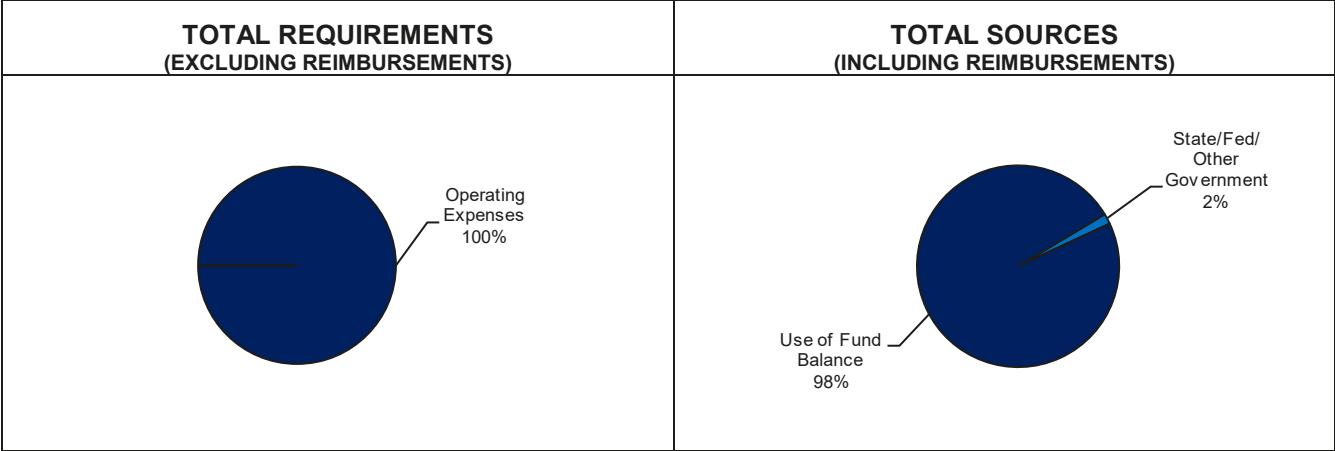 TOTAL REQUIREMENTS
(EXCLUDING REIMBURSEMENTS)
TOTAL SOURCES
(INCLUDING REIMBURSEMENTS)
Operating
Expenses
100%
State/Fed/
Other
Government
2%
Use of Fund
Balance
98%